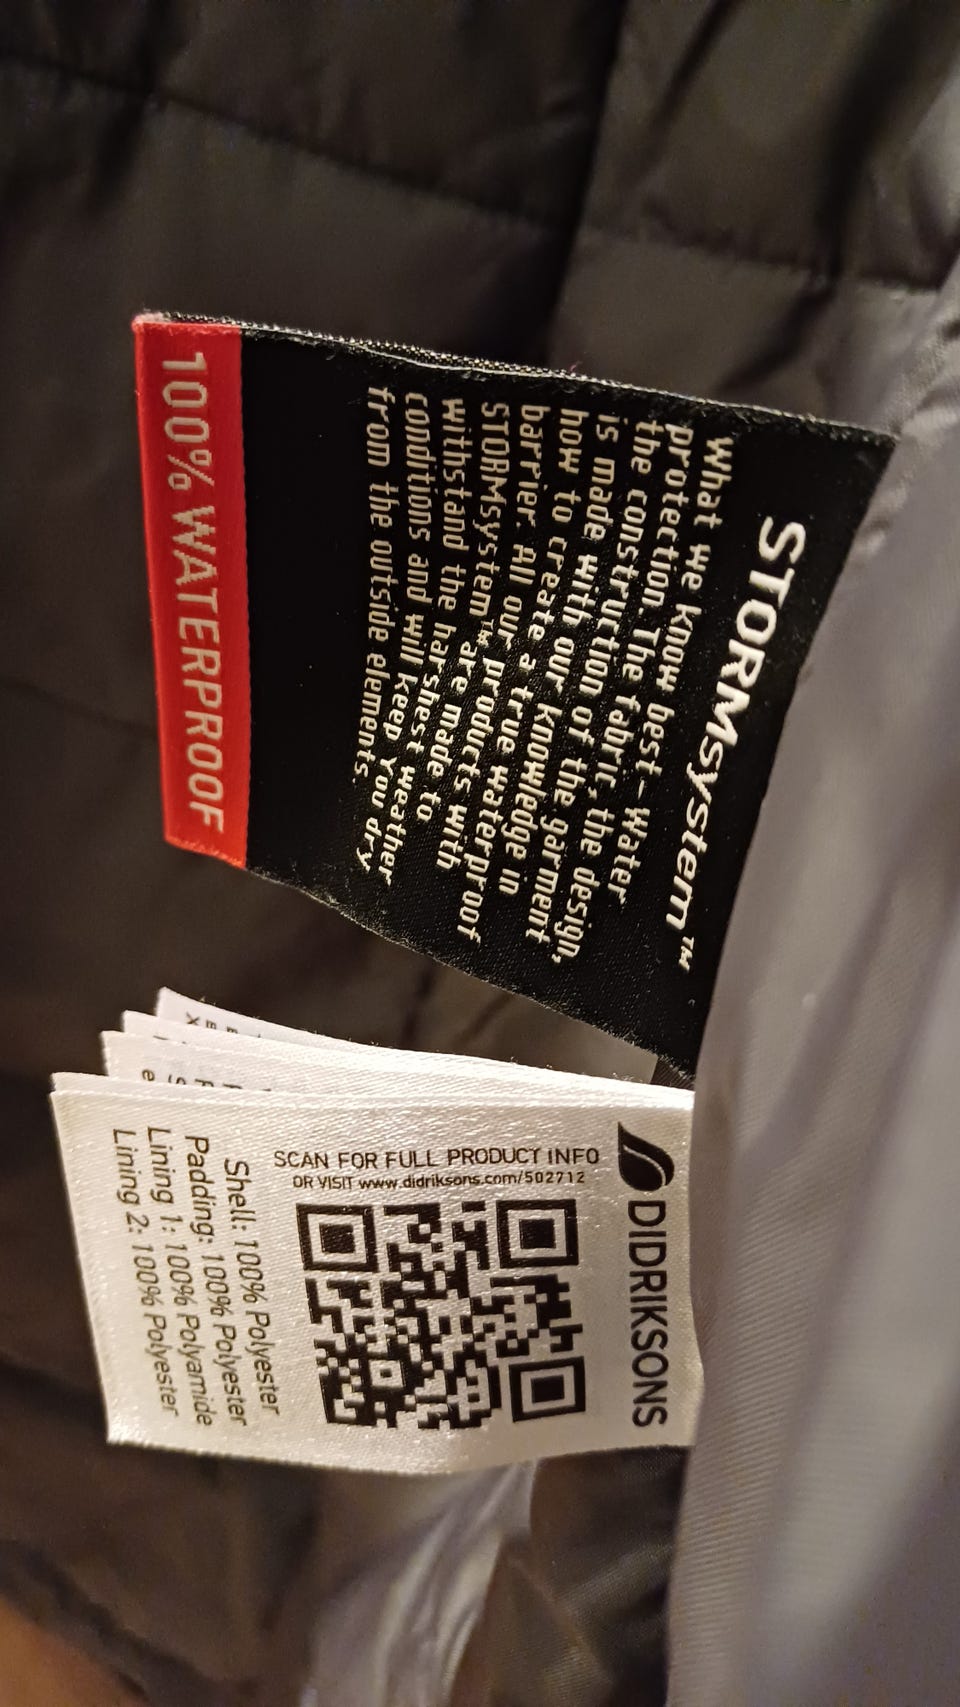 STORMsystem™
What we know best - water
protection. The fabric, the design,
the construction of the garment
is made with our knowledge in
how to create a true waterproof
barrier. All our products with
STORMsystem™ are made to
withstand the harshest weather
conditions and will keep you dry
from the outside elements.
100% WATERPROOF
DIDRIKSONS
SCAN FOR FULL PRODUCT INFO
OR VISIT www.didriksons.com/502712
Shell: 100% Polyester
Padding: 100% Polyester
Lining 1: 100% Polyamide
Lining 2: 100% Polyester